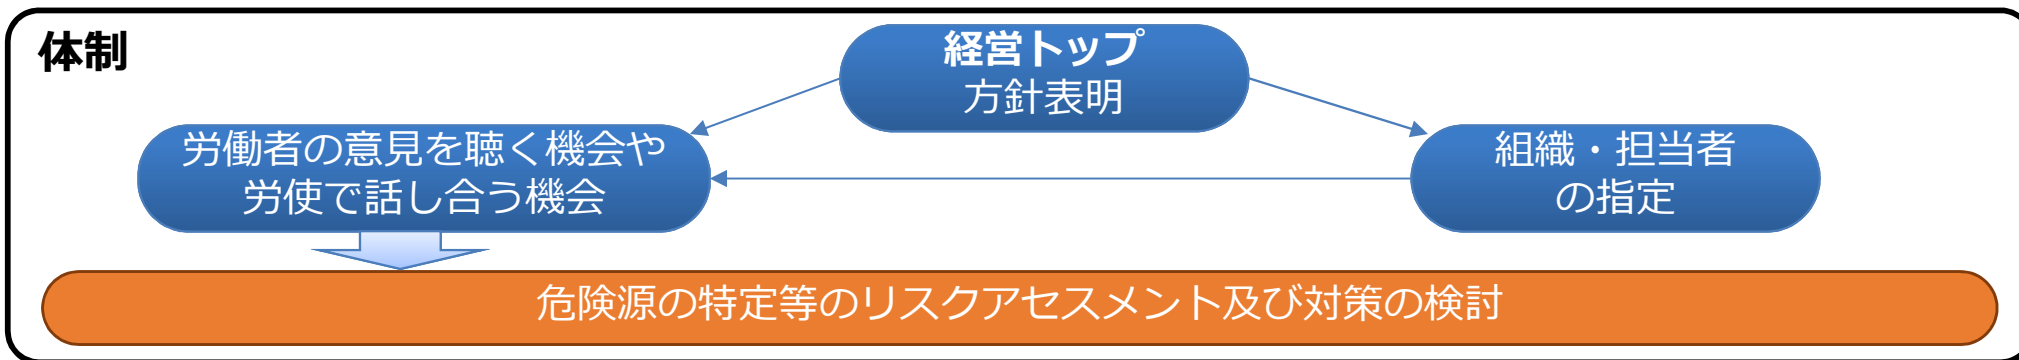 体制
経営トップ
方針表明
労働者の意見を聴く機会や
労使で話し合う機会
組織・担当者
の指定
危険源の特定等のリスクアセスメント及び対策の検討